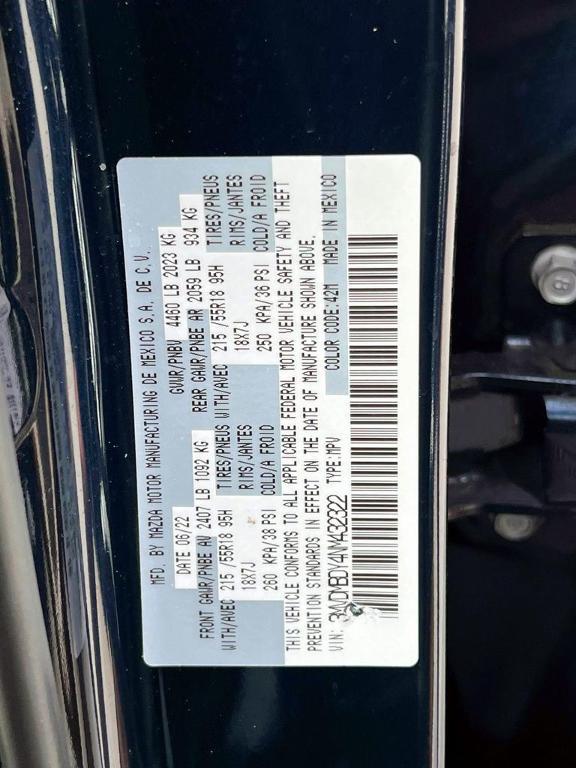 MFD. BY MAZDA MOTOR MANUFACTURING DE MEXICO S.A. DE C.V.
DATE 06/22 GVWR/PNBV 4460 LB 2023 KG
FRONT GAWR/PNBE AV 2407 LB 1092 KG REAR GAWR/PNBE AR 2059 LB 934 KG
TIRES/PNEUS WITH/AVEC TIRES/PNEUS
WITH/AVEC 215 /55R18 95H RIMS/JANTES 215 /55R18 95H RIMS/JANTES
18X7J COLD/A FROID 18X7J COLD/A FROID
260 KPA/38 PSI 250 KPA/36 PSI
THIS VEHICLE CONFORMS TO ALL APPLICABLE FEDERAL MOTOR VEHICLE SAFETY AND THEFT
PREVENTION STANDARDS IN EFFECT ON THE DATE OF MANUFACTURE SHOWN ABOVE.
VIN: TYPE:MPV COLOR CODE:42M MADE IN MEXICO